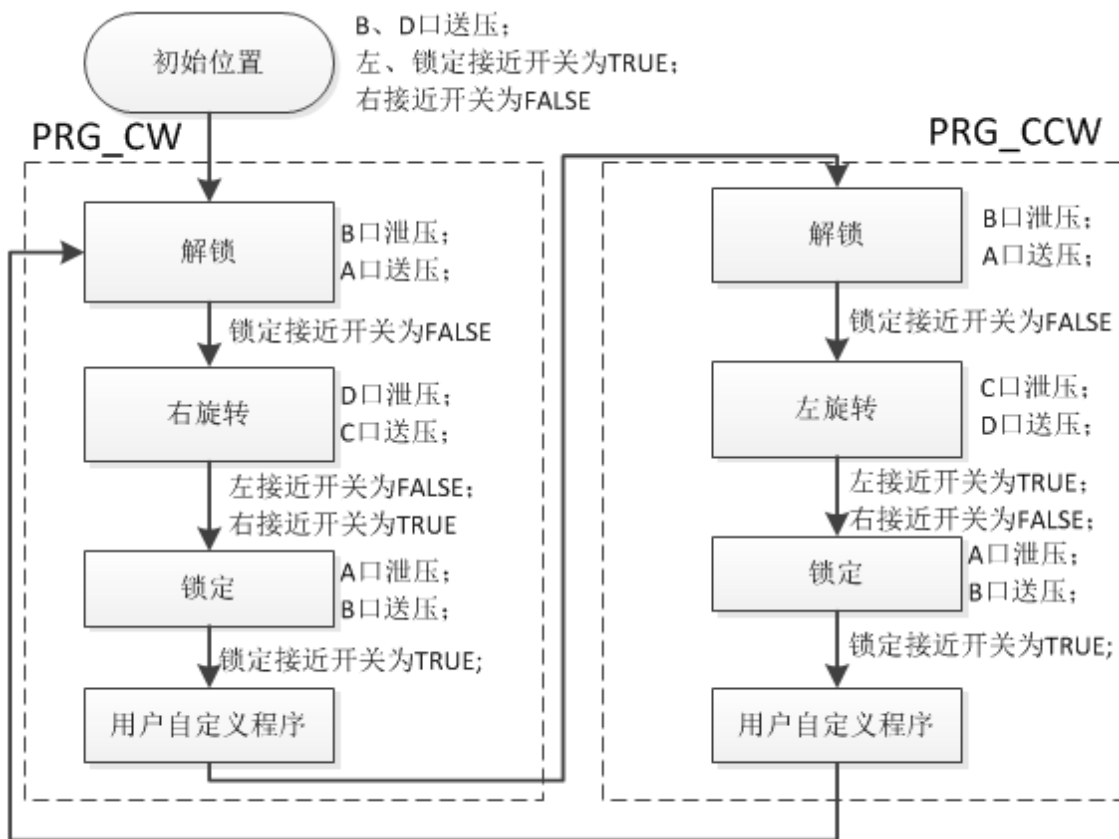 初始位置
B、D口送压；
左、锁定接近开关为TRUE；
右接近开关为FALSE
PRG_CW
解锁
B口泄压；
A口送压；
锁定接近开关为FALSE
右旋转
D口泄压；
C口送压；
左接近开关为FALSE；
右接近开关为TRUE
锁定
A口泄压；
B口送压；
锁定接近开关为TRUE;
用户自定义程序
PRG_CCW
解锁
B口泄压；
A口送压；
锁定接近开关为FALSE
左旋转
C口泄压；
D口送压；
左接近开关为TRUE；
右接近开关为FALSE；
锁定
A口泄压；
B口送压；
锁定接近开关为TRUE;
用户自定义程序